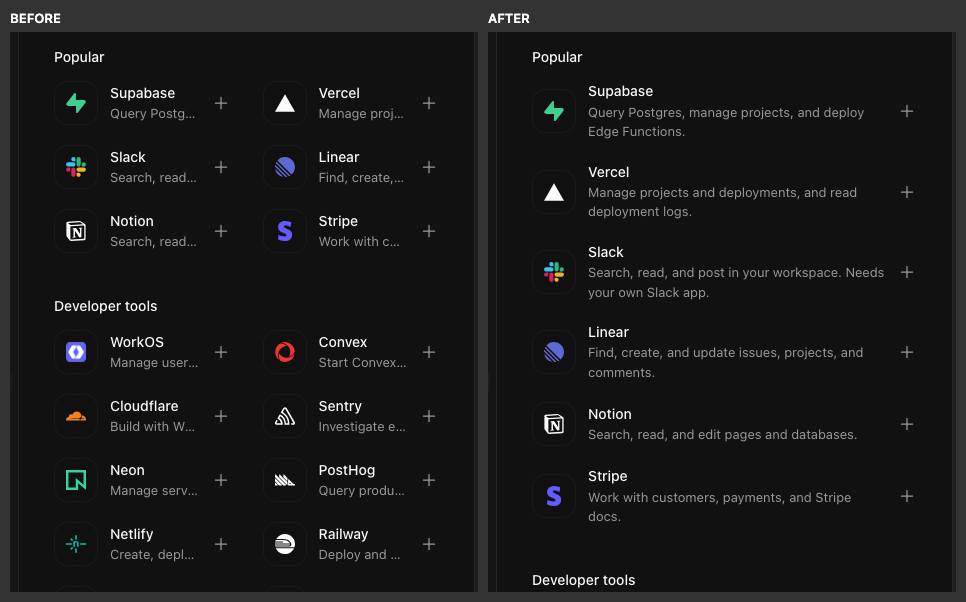 BEFORE
Popular
Supabase
Query Postg...
Vercel
Manage proj...
Slack
Search, read...
Linear
Find, create,...
Notion
Search, read...
Stripe
Work with c...
Developer tools
WorkOS
Manage user...
Convex
Start Convex...
Cloudflare
Build with W...
Sentry
Investigate e...
Neon
Manage serv...
PostHog
Query produ...
Netlify
Create, depl...
Railway
Deploy and ...
AFTER
Popular
Supabase
Query Postgres, manage projects, and deploy
Edge Functions.
Vercel
Manage projects and deployments, and read
deployment logs.
Slack
Search, read, and post in your workspace. Needs
your own Slack app.
Linear
Find, create, and update issues, projects, and
comments.
Notion
Search, read, and edit pages and databases.
Stripe
Work with customers, payments, and Stripe
docs.
Developer tools